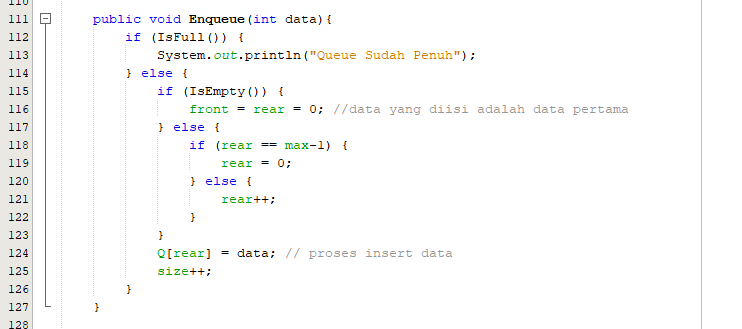 110
111 public void Enqueue(int data){
112 if (IsFull()) {
113 System.out.println("Queue Sudah Penuh");
114 } else {
115 if (IsEmpty()) {
116 front = rear = 0; //data yang diisi adalah data pertama
117 } else {
118 if (rear == max-1) {
119 rear = 0;
120 } else {
121 rear++;
122 }
123 }
124 Q[rear] = data; // proses insert data
125 size++;
126 }
127 }
128